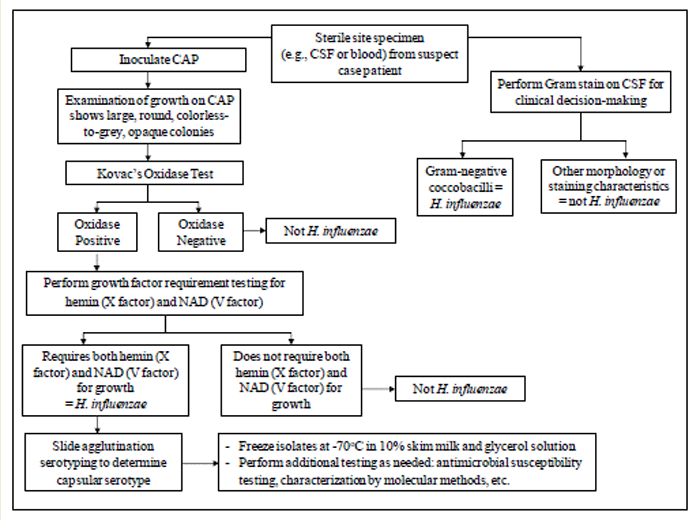 Sterile site specimen
(e.g., CSF or blood) from suspect
case patient
Inoculate CAP
Perform Gram stain on CSF for
clinical decision-making
Examination of growth on CAP
shows large, round, colorless-
to-grey, opaque colonies
Kovac's Oxidase Test
Gram-negative
coccobacilli =
H. influenzae
Other morphology or
staining characteristics
= not H. influenzae
Oxidase
Positive
Oxidase
Negative
Not H. influenzae
Perform growth factor requirement testing for
hemin (X factor) and NAD (V factor)
Requires both hemin (X
factor) and NAD (V factor)
for growth
= H. influenzae
Does not require both
hemin (X factor) and
NAD (V factor) for
growth
Not H. influenzae
Slide agglutination
serotyping to determine
capsular serotype
- Freeze isolates at -70°C in 10% skim milk and glycerol solution
- Perform additional testing as needed: antimicrobial susceptibility
testing, characterization by molecular methods, etc.